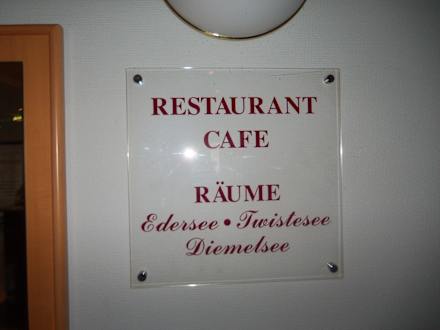 RESTAURANT
CAFE
RÄUME
Edersee • Twistesee
Diemelsee